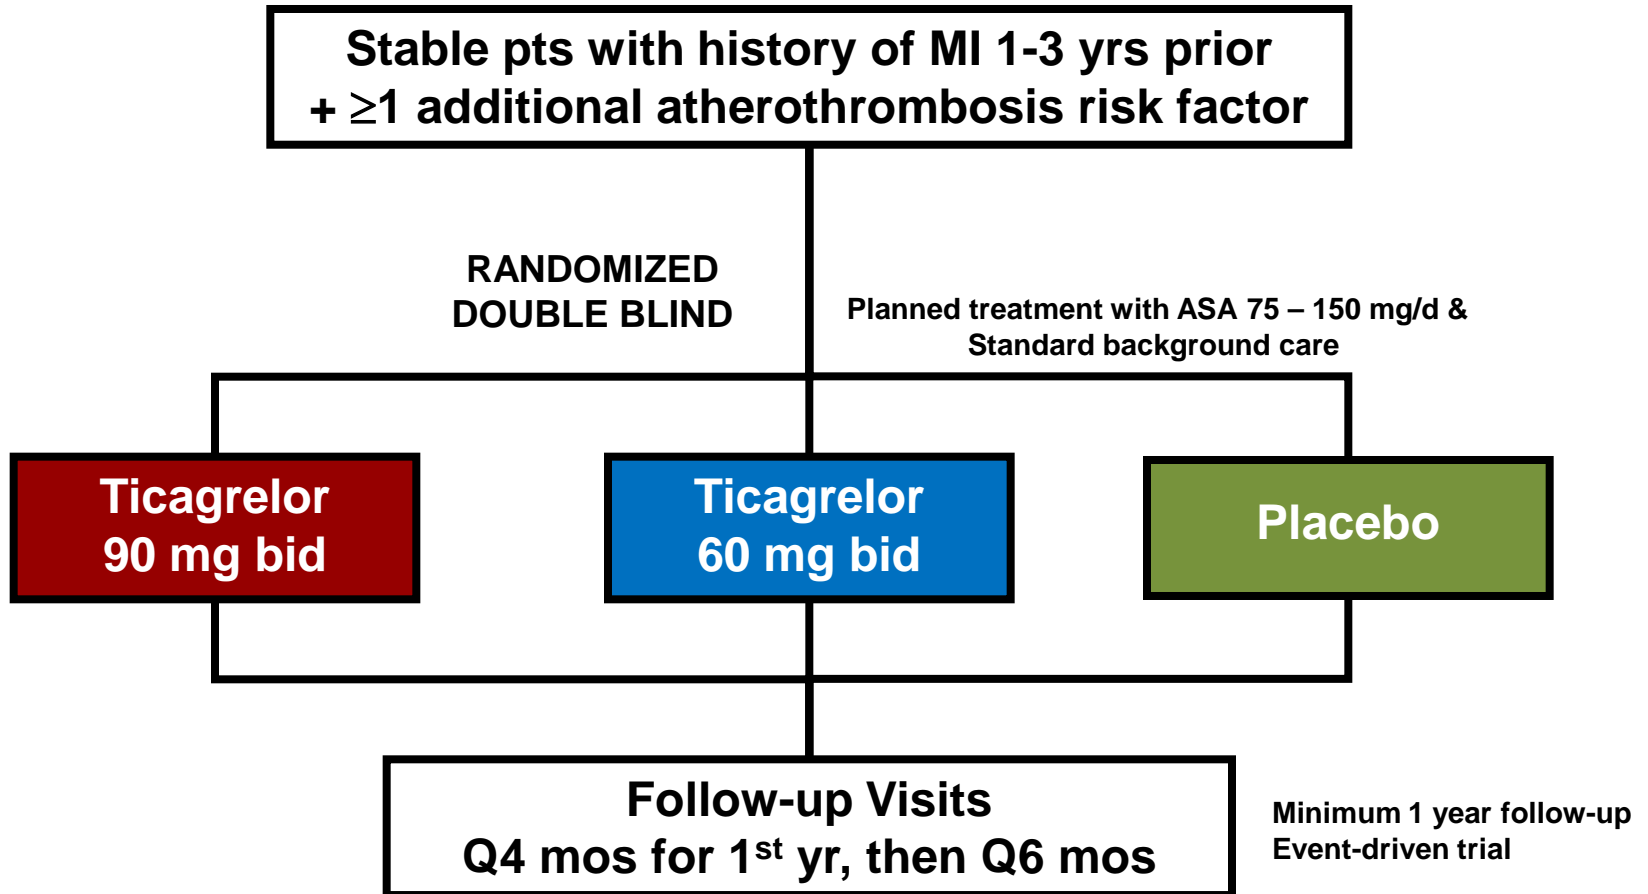 Stable pts with history of MI 1-3 yrs prior
+ ≥1 additional atherothrombosis risk factor
RANDOMIZED
DOUBLE BLIND
Planned treatment with ASA 75 – 150 mg/d &
Standard background care
Ticagrelor
90 mg bid
Ticagrelor
60 mg bid
Placebo
Follow-up Visits
Q4 mos for 1st yr, then Q6 mos
Minimum 1 year follow-up
Event-driven trial